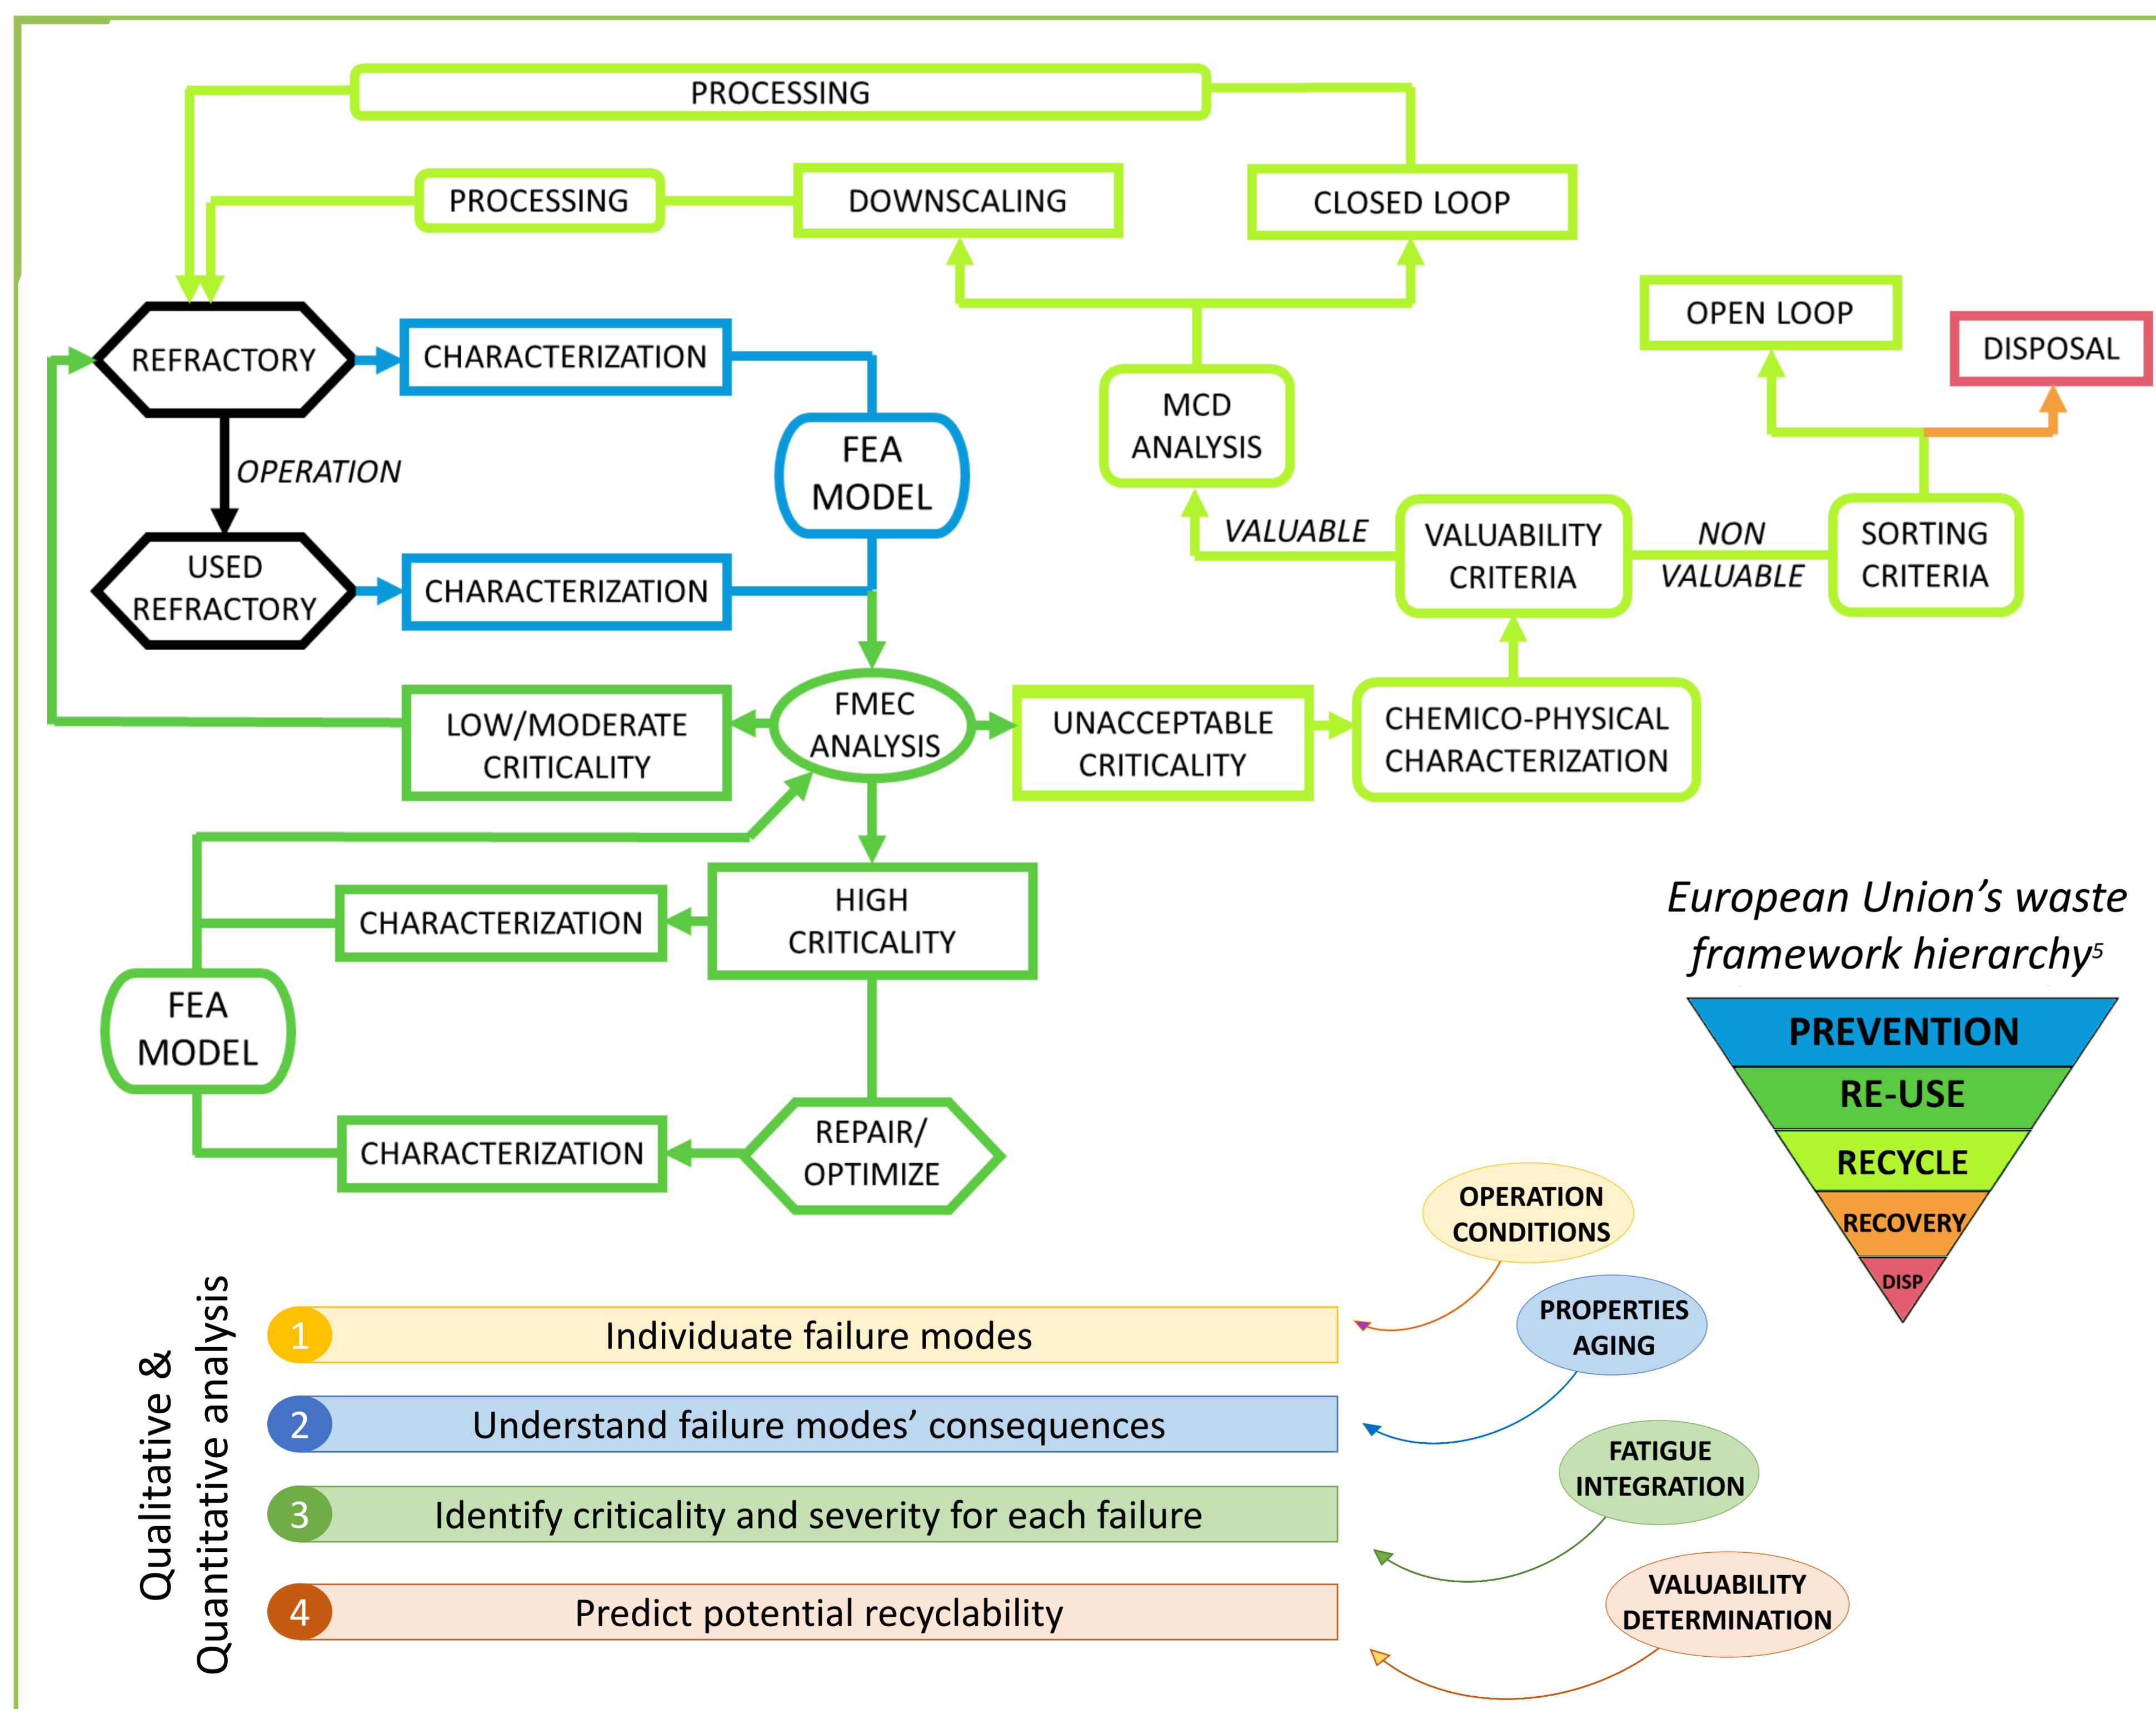 PROCESSING
PROCESSING
DOWNSCALING
CLOSED LOOP
OPEN LOOP
DISPOSAL
REFRACTORY
CHARACTERIZATION
FEA
MODEL
MCD
ANALYSIS
OPERATION
VALUABLE
VALUABILITY
CRITERIA
NON
VALUABLE
SORTING
CRITERIA
USED
REFRACTORY
CHARACTERIZATION
LOW/MODERATE
CRITICALITY
FMEC
ANALYSIS
UNACCEPTABLE
CRITICALITY
CHEMICO-PHYSICAL
CHARACTERIZATION
HIGH
CRITICALITY
CHARACTERIZATION
FEA
MODEL
CHARACTERIZATION
REPAIR/
OPTIMIZE
European Union’s waste
framework hierarchy⁵
PREVENTION
RE-USE
RECYCLE
RECOVERY
DISP
Qualitative &
Quantitative analysis
1 Individuate failure modes
2 Understand failure modes’ consequences
3 Identify criticality and severity for each failure
4 Predict potential recyclability
OPERATION
CONDITIONS
PROPERTIES
AGING
FATIGUE
INTEGRATION
VALUABILITY
DETERMINATION